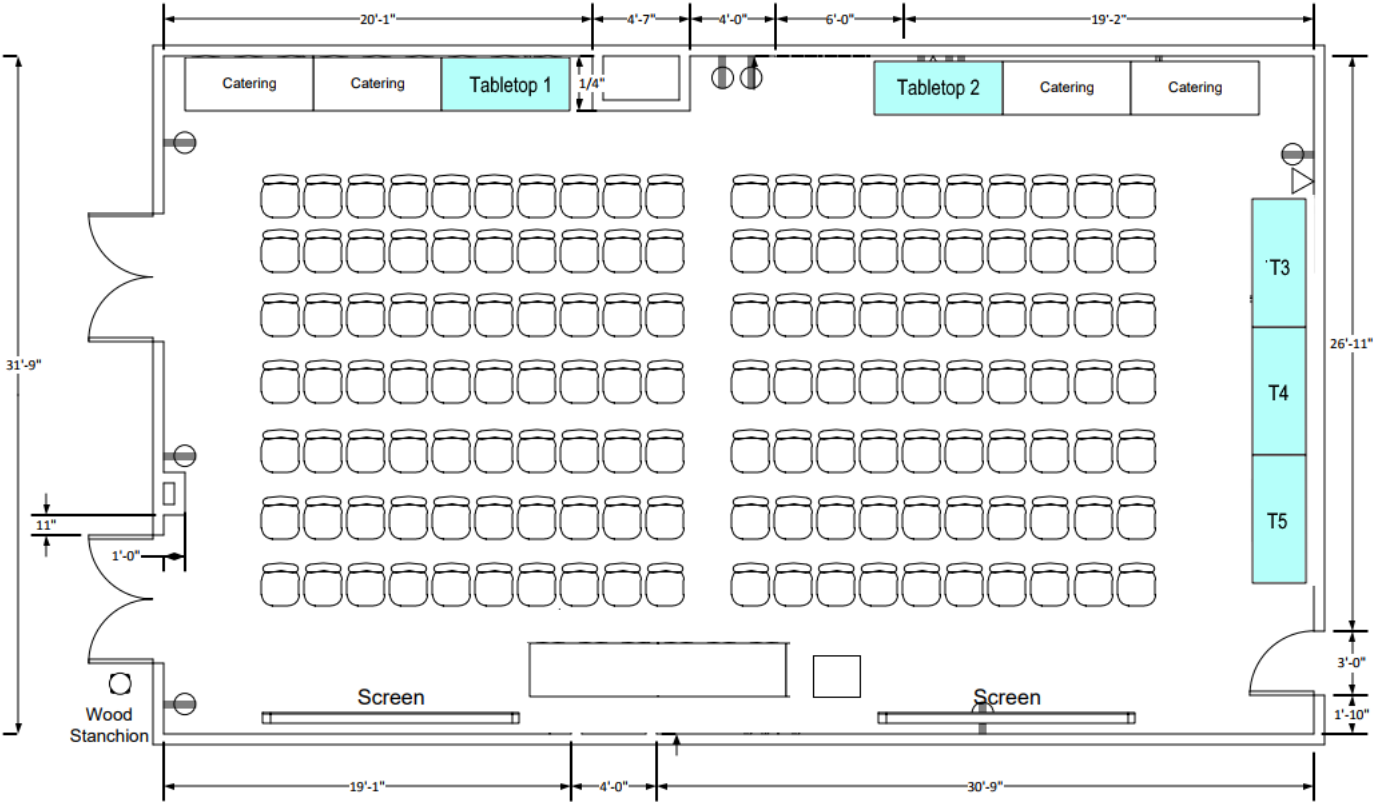 20'-1"
4'-7"
4'-0"
6'-0"
19'-2"
Catering
Catering
Tabletop 1
1/4"
Tabletop 2
Catering
Catering
T3
31'-9"
26'-11"
T4
T5
11"
1'-0"
3'-0"
Screen
Screen
Wood
Stanchion
1'-10"
19'-1"
4'-0"
30'-9"